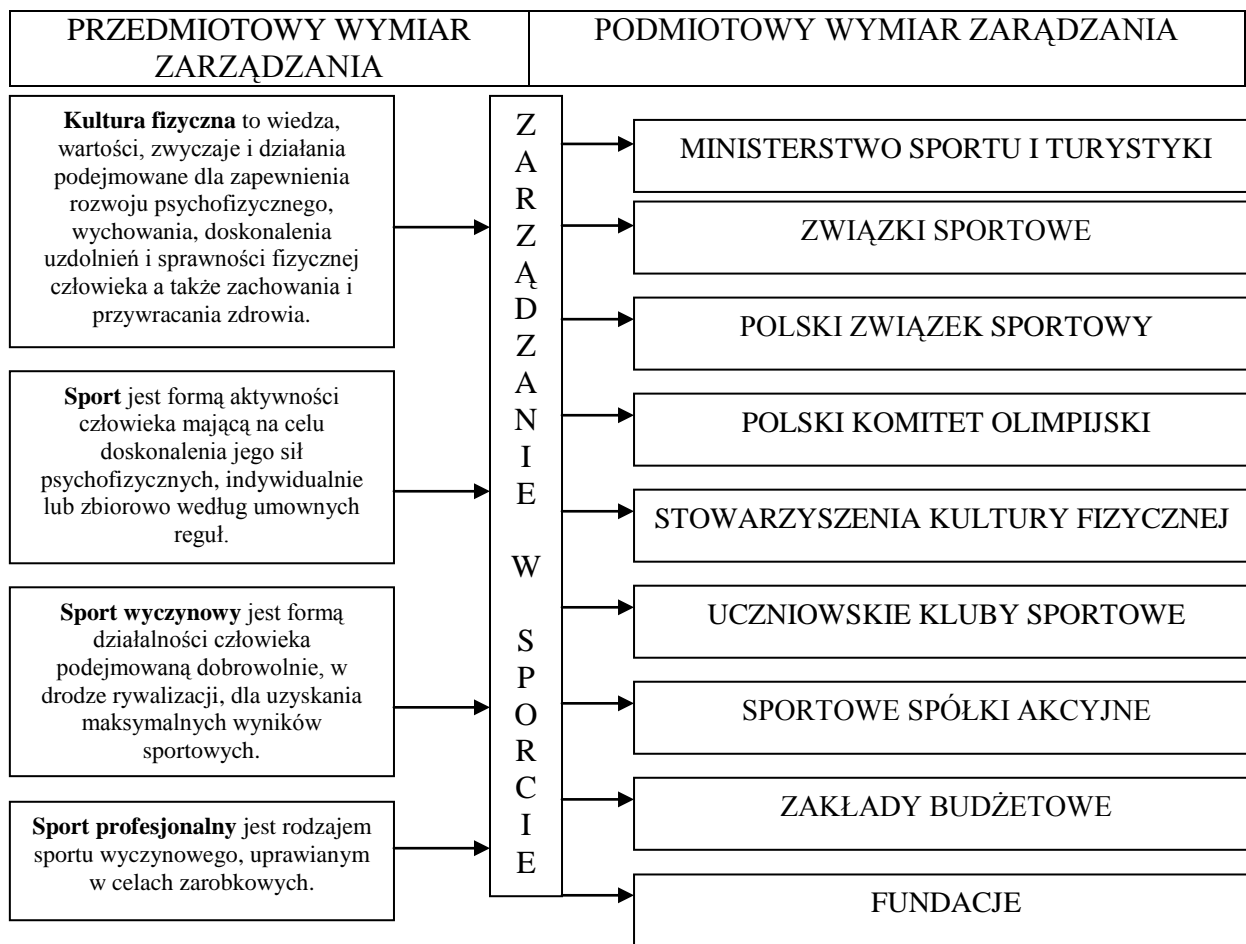 PRZEDMIOTOWY WYMIAR
ZARZĄDZANIA
PODMIOTOWY WYMIAR ZARĄDZANIA
Kultura fizyczna to wiedza,
wartości, zwyczaje i działania
podejmowane dla zapewnienia
rozwoju psychofizycznego,
wychowania, doskonalenia
uzdolnień i sprawności fizycznej
człowieka a także zachowania i
przywracania zdrowia.
Sport jest formą aktywności
człowieka mającą na celu
doskonalenia jego sił
psychofizycznych, indywidualnie
lub zbiorowo według umownych
reguł.
Sport wyczynowy jest formą
działalności człowieka
podejmowaną dobrowolnie, w
drodze rywalizacji, dla uzyskania
maksymalnych wyników
sportowych.
Sport profesjonalny jest rodzajem
sportu wyczynowego, uprawianym
w celach zarobkowych.
ZARZĄDZANIE W SPORCIE
MINISTERSTWO SPORTU I TURYSTYKI
ZWIĄZKI SPORTOWE
POLSKI ZWIĄZEK SPORTOWY
POLSKI KOMITET OLIMPIJSKI
STOWARZYSZENIA KULTURY FIZYCZNEJ
UCZNIOWSKIE KLUBY SPORTOWE
SPORTOWE SPÓŁKI AKCYJNE
ZAKŁADY BUDŻETOWE
FUNDACJE